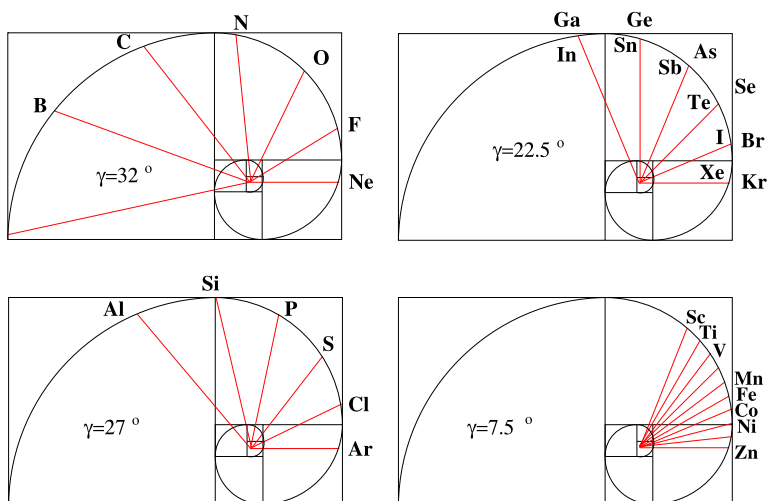 N
C
O
B
F
γ=32 °
Ne
Ga
Ge
In
Sn
As
Sb
Se
Te
I
Br
γ=22.5 °
Xe
Kr
Si
Al
P
S
Cl
γ=27 °
Ar
Sc
Ti
V
Mn
Fe
Co
γ=7.5 °
Ni
Zn